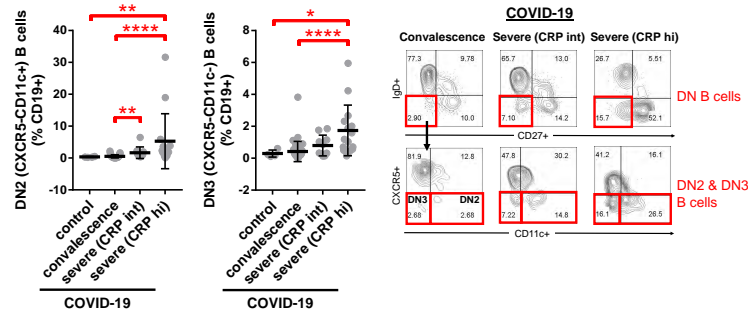 DN2 (CXCR5-CD11c+) B cells
(% CD19+)
40
20
0
-20
-40
**
****
**
control
convalescence
severe (CRP int)
severe (CRP hi)
COVID-19
DN3 (CXCR5-CD11c-) B cells
(% CD19+)
8
6
4
2
0
-2
*
****
control
convalescence
severe (CRP int)
severe (CRP hi)
COVID-19
COVID-19
Convalescence Severe (CRP int) Severe (CRP hi)
IgD+
77.3 9.78
2.90 10.0
65.7 13.0
7.10 14.2
26.7 5.51
15.7 52.1
DN B cells
CD27+
CXCR5+
81.9 12.8
DN3 DN2
2.68 2.68
47.8 30.2
7.22 14.8
41.2 16.1
16.1 26.5
DN2 & DN3
B cells
CD11c+